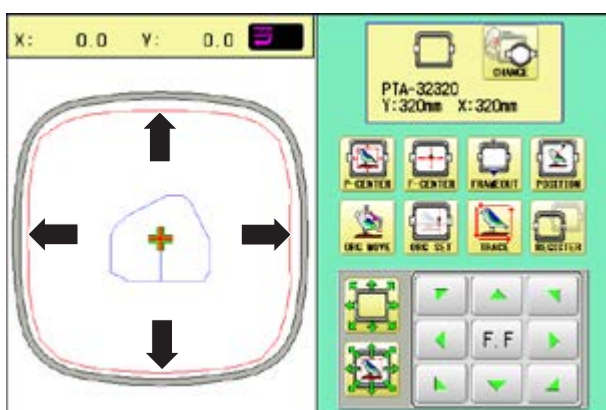 X: 0.0 Y: 0.0
CHANGE
PTA-32320
Y:320mm X:320mm
P-CENTER F-CENTER FRAMEOUT POSITION
ORG MOVE ORG SET TRACE REGISTER
F.F